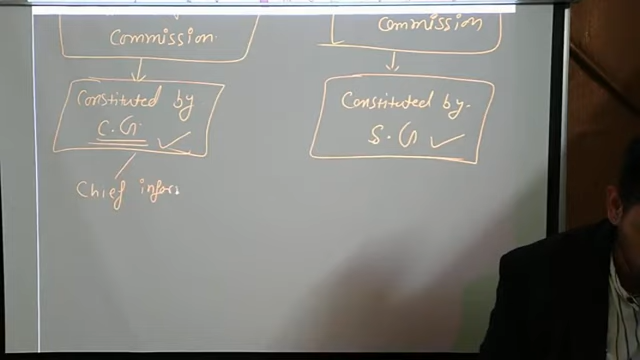 Commission
Constituted by
C.G.
Chief infor
Commission
Constituted by.
S.G